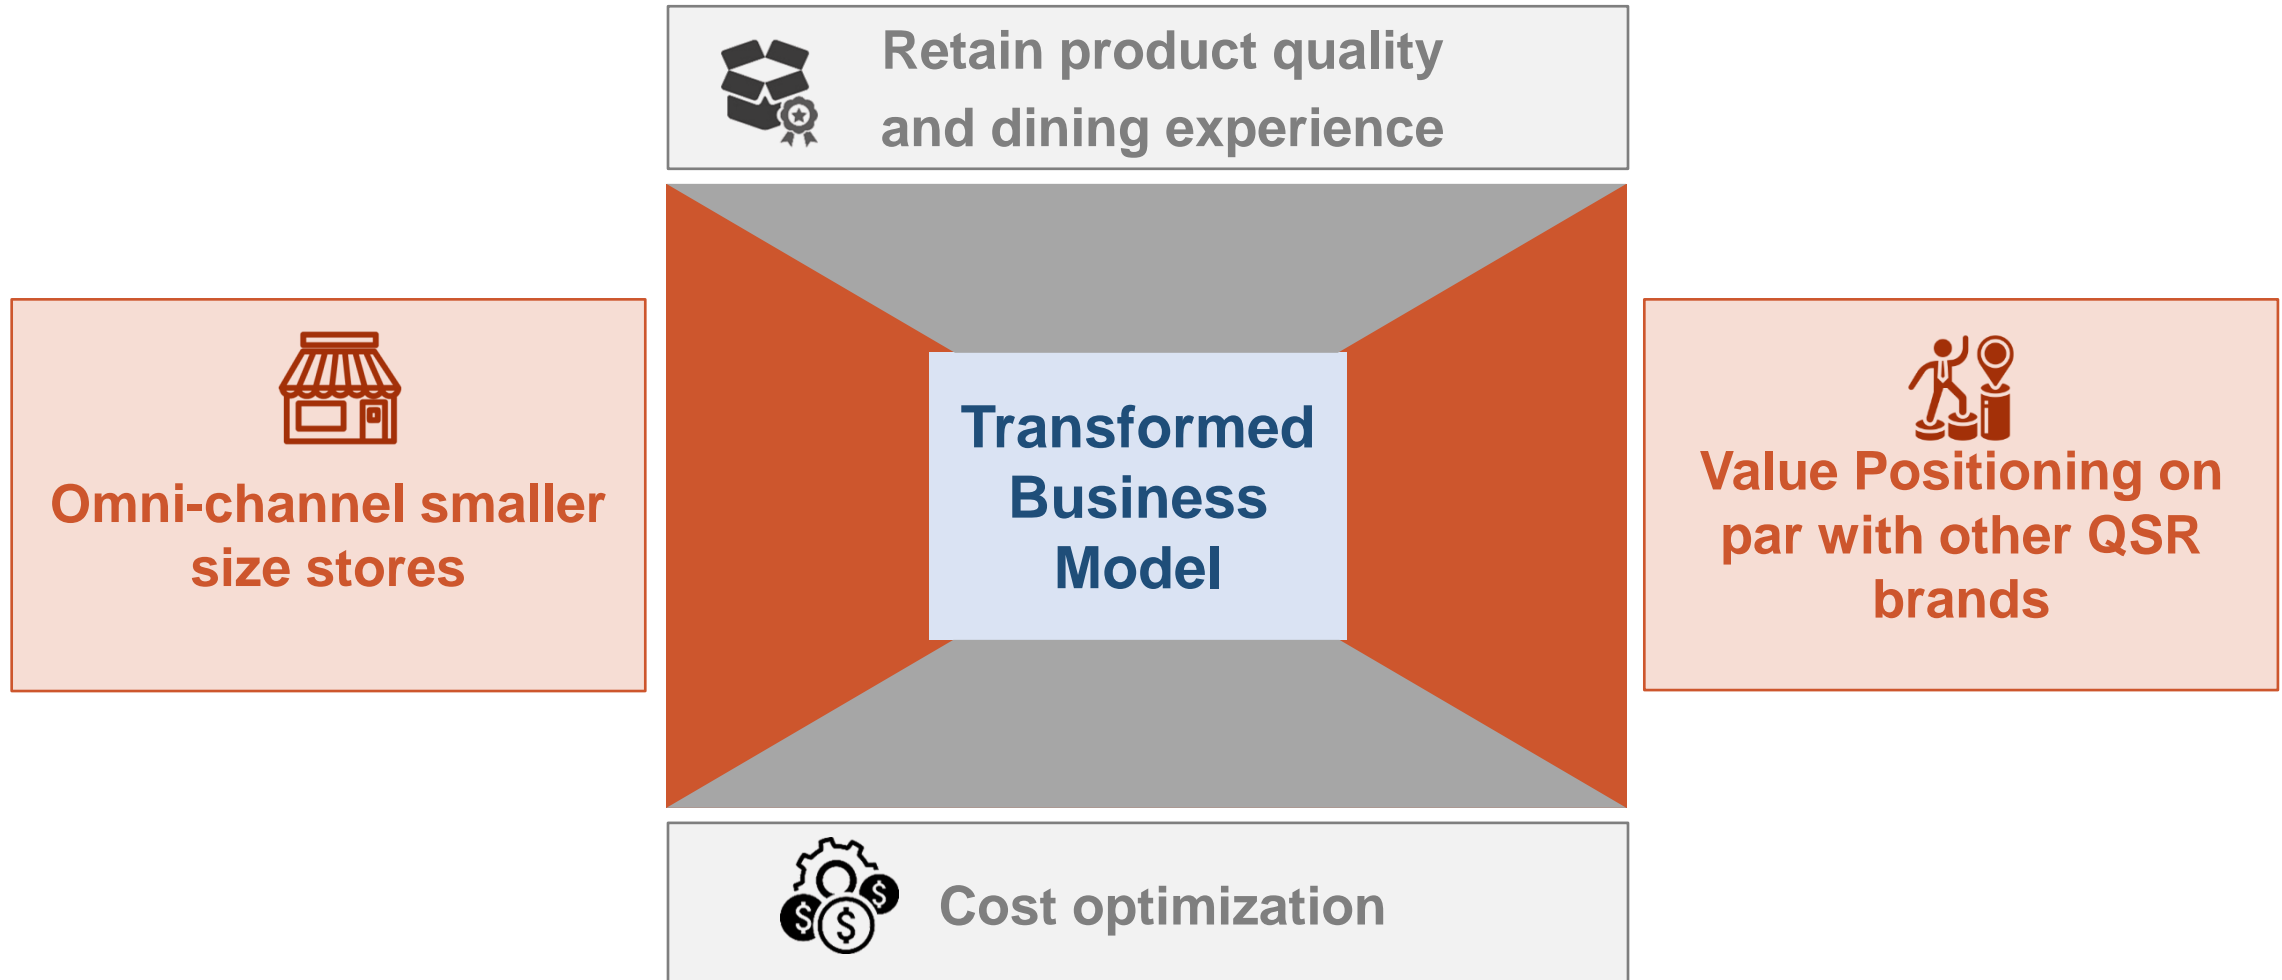 Retain product quality
and dining experience
Omni-channel smaller
size stores
Transformed
Business
Model
Value Positioning on
par with other QSR
brands
Cost optimization